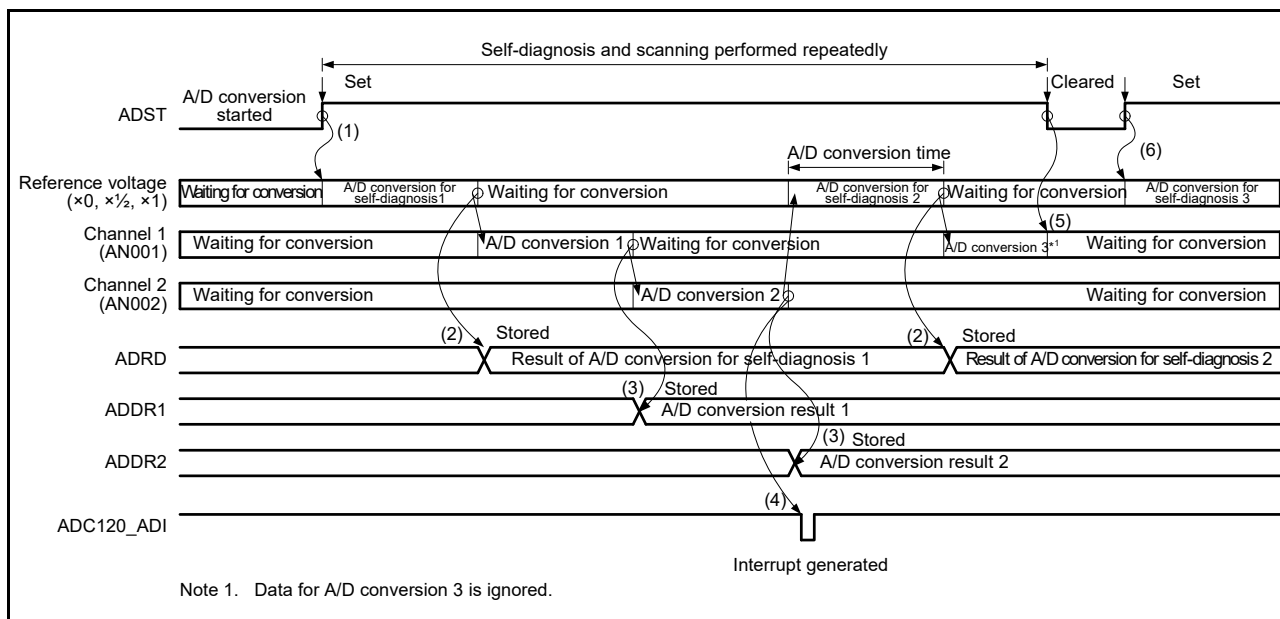 Self-diagnosis and scanning performed repeatedly
Set Cleared Set
A/D conversion
started
ADST
(1) (6)
A/D conversion time
Reference voltage
(×0, ×½, ×1)
Waiting for conversion A/D conversion for
self-diagnosis1 Waiting for conversion A/D conversion for
self-diagnosis 2 Waiting for conversion A/D conversion for
self-diagnosis 3
(5)
Channel 1
(AN001)
Waiting for conversion A/D conversion 1 Waiting for conversion A/D conversion 3*1 Waiting for conversion
Channel 2
(AN002)
Waiting for conversion A/D conversion 2 Waiting for conversion
(2) Stored (2) Stored
ADRD Result of A/D conversion for self-diagnosis 1 Result of A/D conversion for self-diagnosis 2
(3) Stored
ADDR1 A/D conversion result 1
(3) Stored
ADDR2 A/D conversion result 2
(4)
ADC120_ADI
Interrupt generated
Note 1. Data for A/D conversion 3 is ignored.